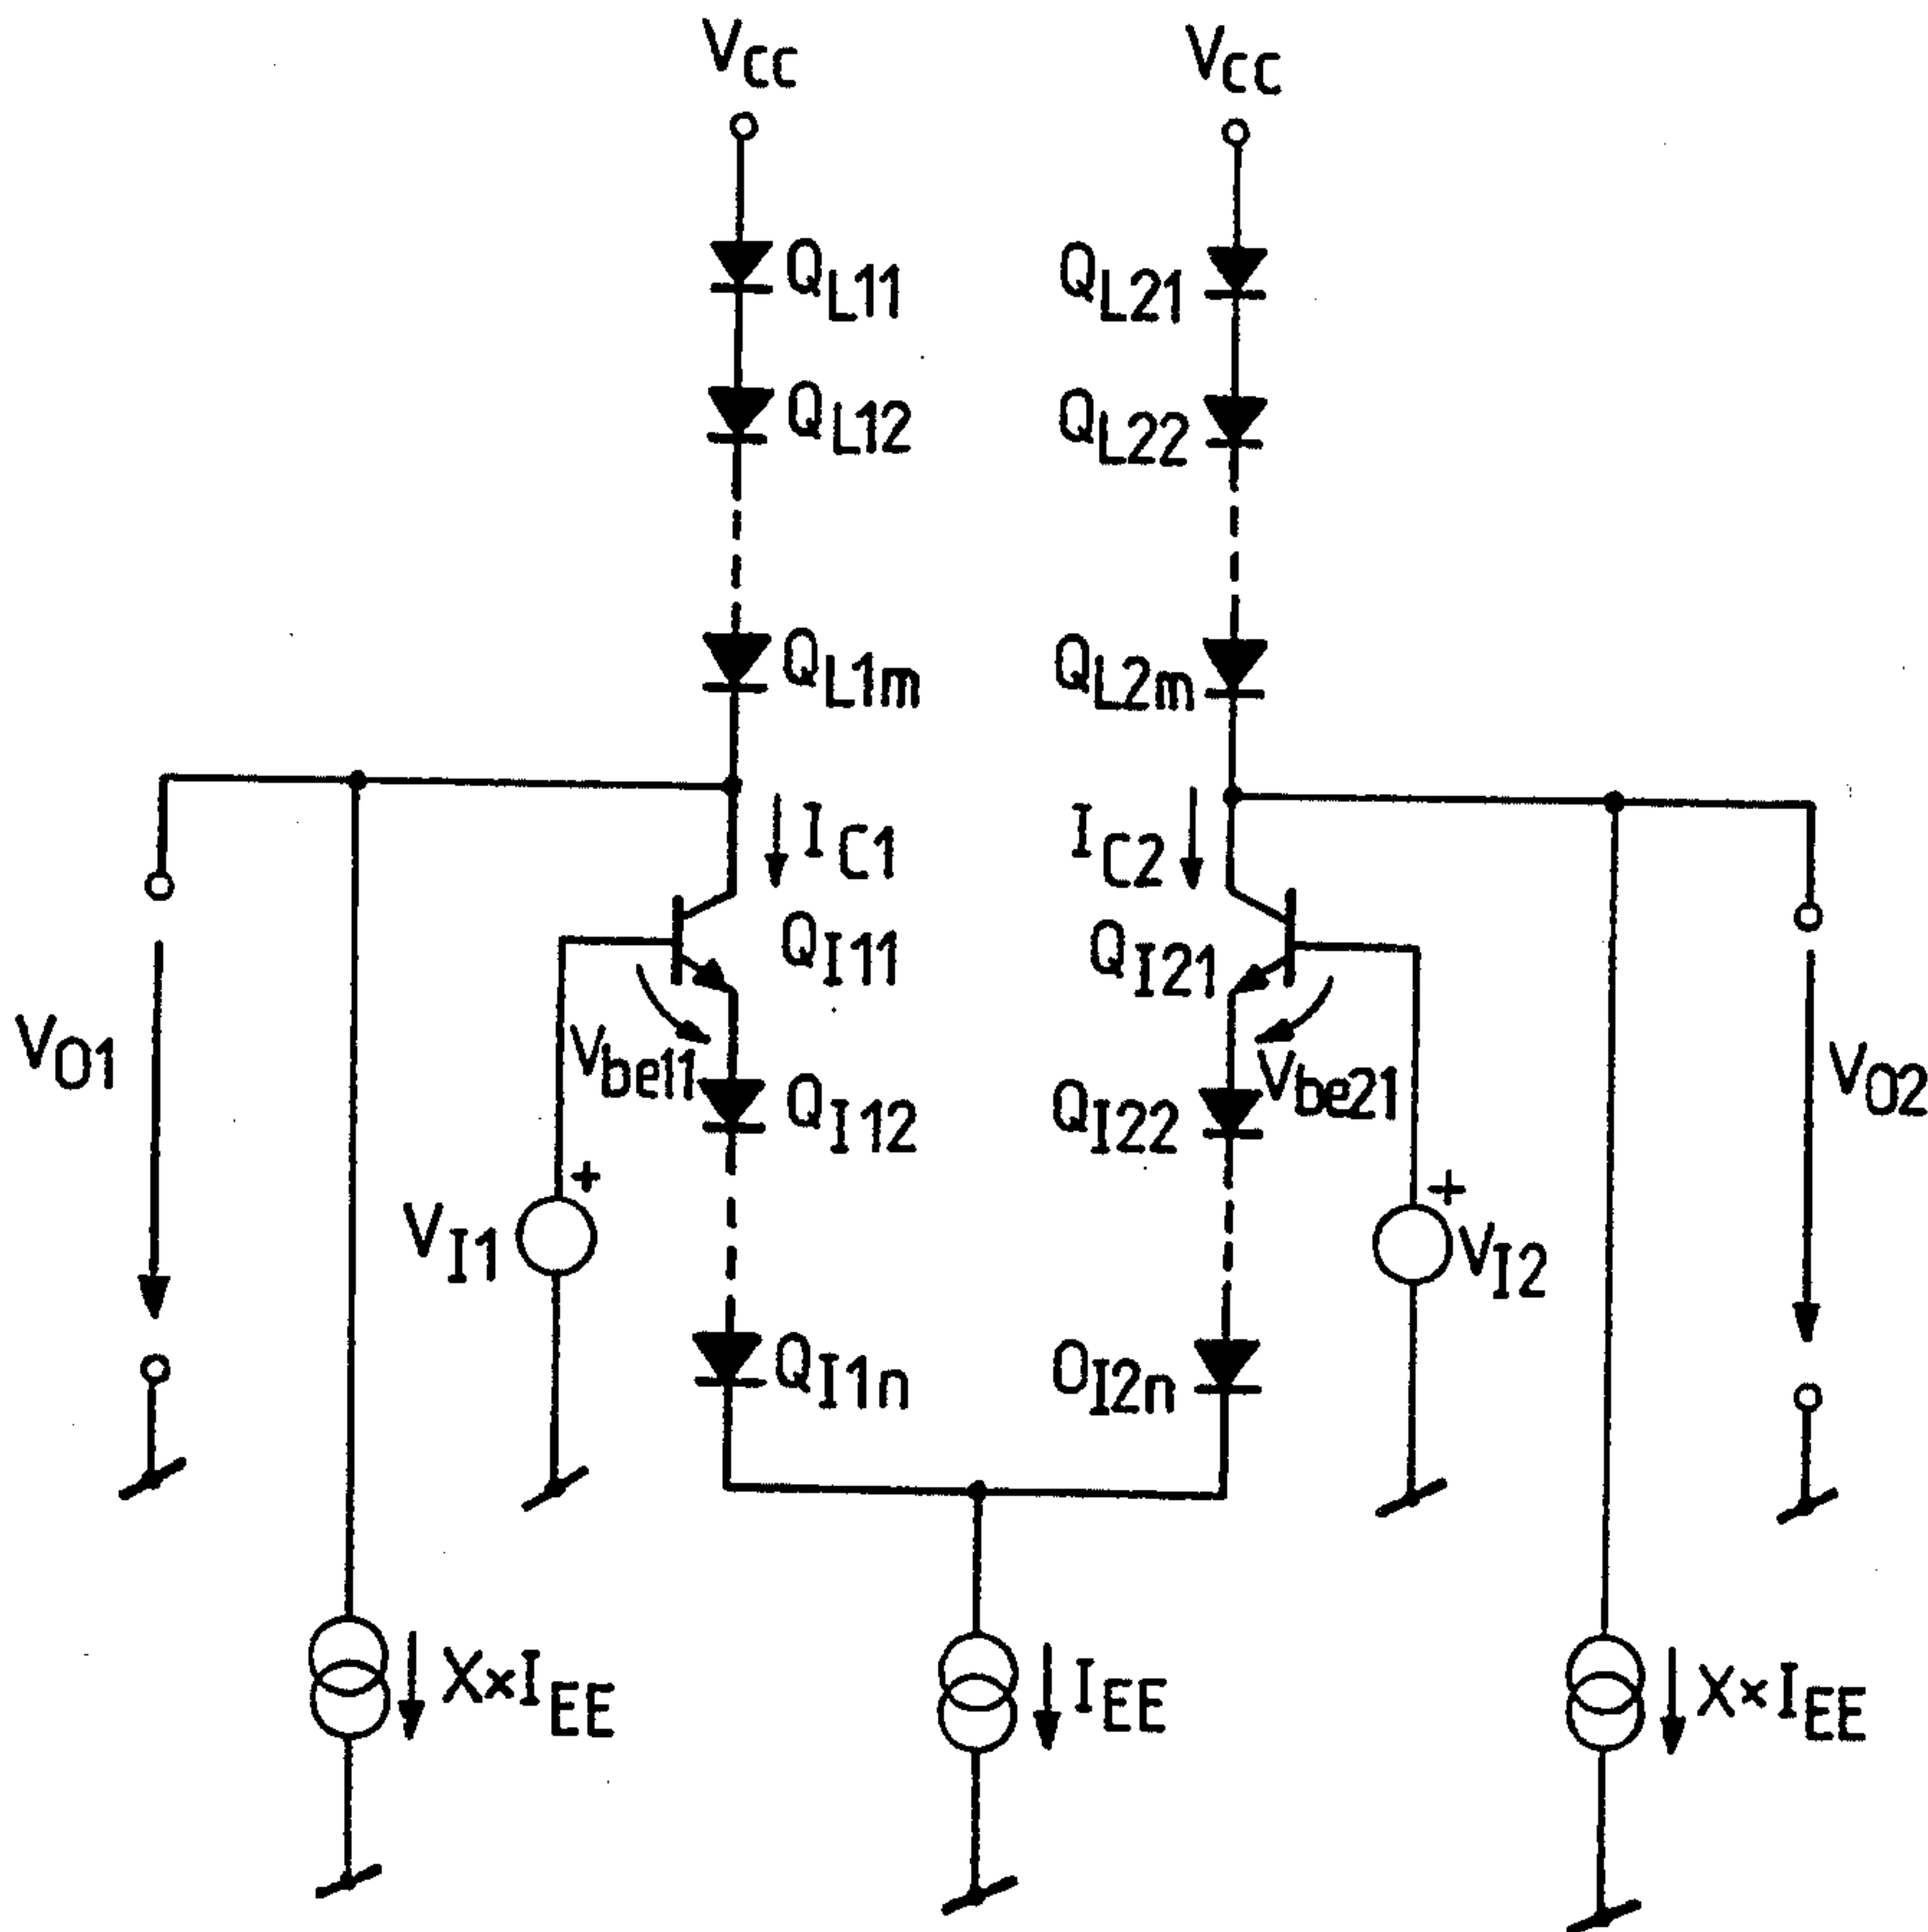 VCC
VCC
QL11
QL21
QL12
QL22
QL1m
QL2m
IC1
IC2
QI11
QI21
VO1
Vbe11
Vbe21
VO2
QI12
QI22
+
+
VI1
VI2
QI1n
OI2n
X×IEE
IEE
X×IEE